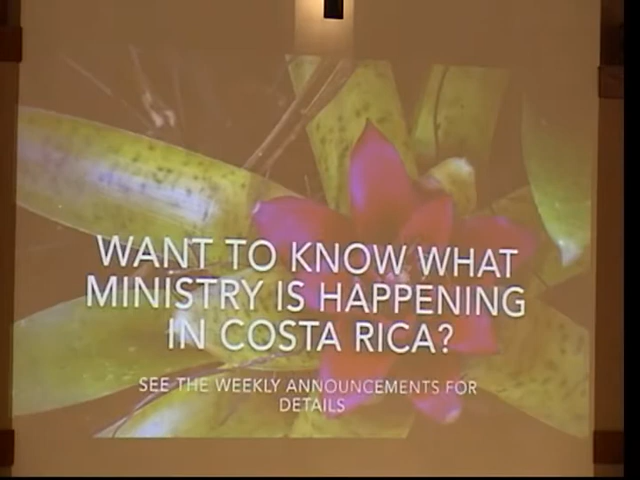 WANT TO KNOW WHAT
MINISTRY IS HAPPENING
IN COSTA RICA?
SEE THE WEEKLY ANNOUNCEMENTS FOR
DETAILS